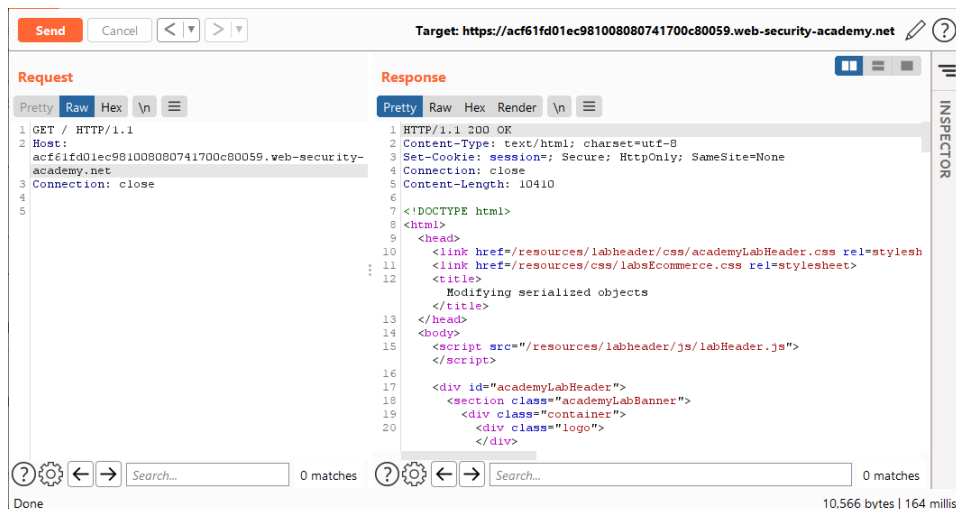 Send Cancel < > Target: https://acf61fd01ec981008080741700c80059.web-security-academy.net ?
Request
Pretty Raw Hex \n
1 GET / HTTP/1.1
2 Host:
acf61fd01ec981008080741700c80059.web-security-
academy.net
3 Connection: close
4
5
? Search... 0 matches
Response
Pretty Raw Hex Render \n
1 HTTP/1.1 200 OK
2 Content-Type: text/html; charset=utf-8
3 Set-Cookie: session=; Secure; HttpOnly; SameSite=None
4 Connection: close
5 Content-Length: 10410
6
7 <!DOCTYPE html>
8 <html>
9 <head>
10 <link href=/resources/labheader/css/academyLabHeader.css rel=stylesh
11 <link href=/resources/css/labsEcommerce.css rel=stylesheet>
12 <title>
Modifying serialized objects
</title>
13 </head>
14 <body>
15 <script src="/resources/labheader/js/labHeader.js">
</script>
16
17 <div id="academyLabHeader">
18 <section class="academyLabBanner">
19 <div class="container">
20 <div class="logo">
</div>
? Search... 0 matches
INSPECTOR
Done 10,566 bytes | 164 millis